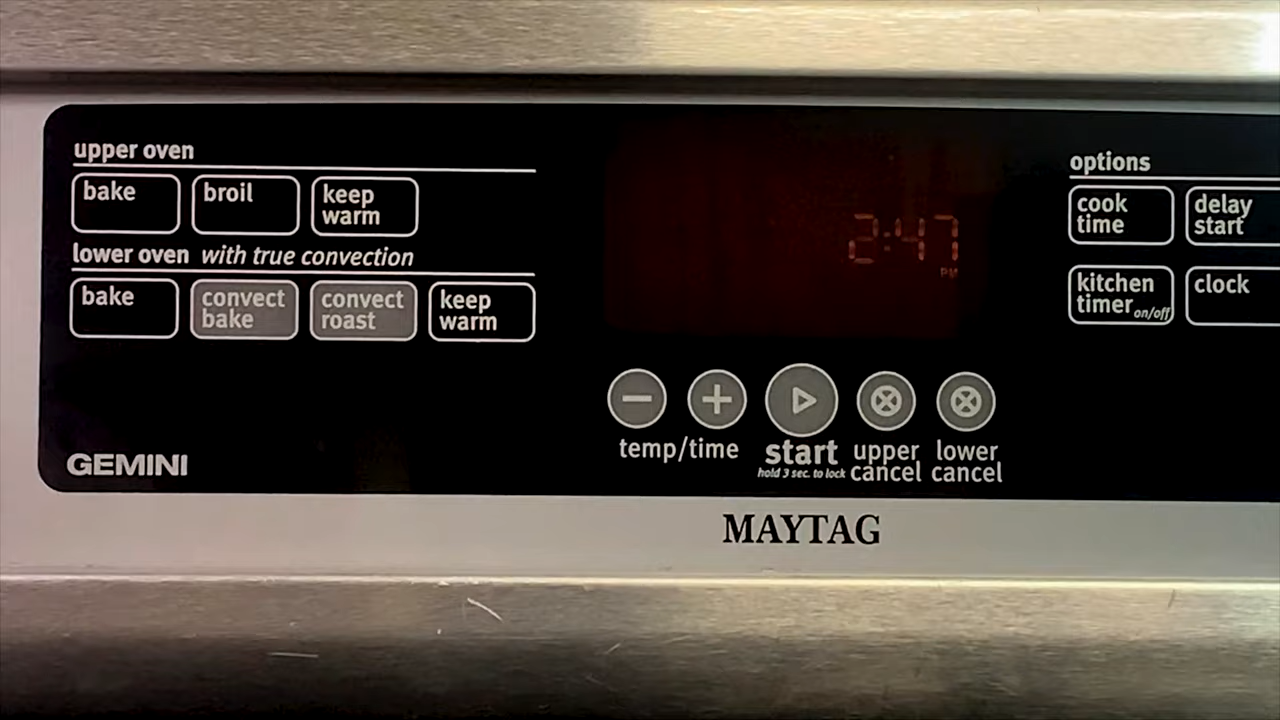 upper oven
bake
broil
keep
warm
lower oven with true convection
bake
convect
bake
convect
roast
keep
warm
GEMINI
2:47
PM
temp/time
start
hold 3 sec. to lock
upper
cancel
lower
cancel
options
cook
time
delay
start
kitchen
timer on/off
clock
MAYTAG